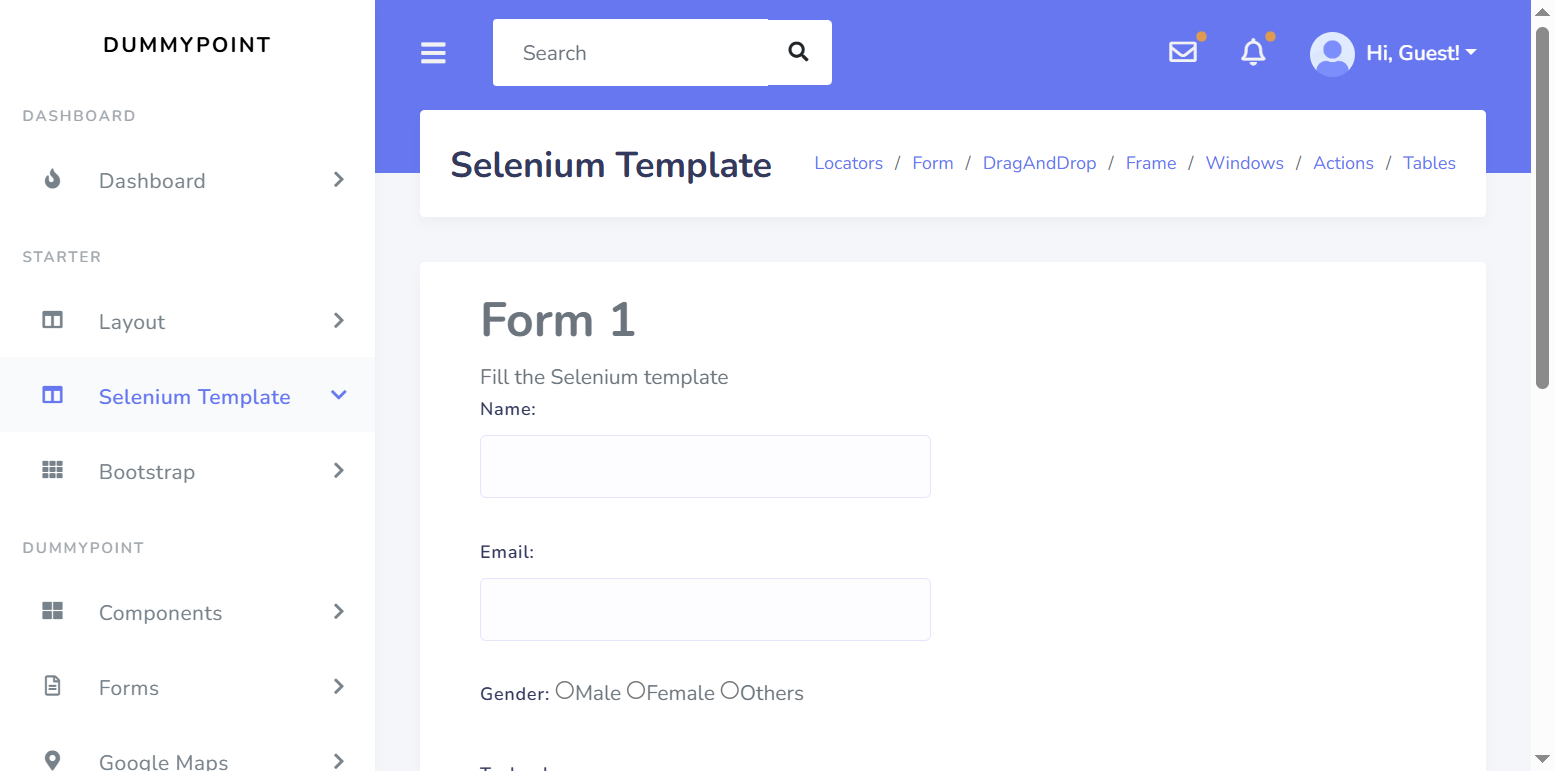 DUMMYPOINT
DASHBOARD
Dashboard
STARTER
Layout
Selenium Template
Bootstrap
DUMMYPOINT
Components
Forms
Google Maps
Search
Hi, Guest!
Selenium Template
Locators / Form / DragAndDrop / Frame / Windows / Actions / Tables
Form 1
Fill the Selenium template
Name:
Email:
Gender: Male Female Others